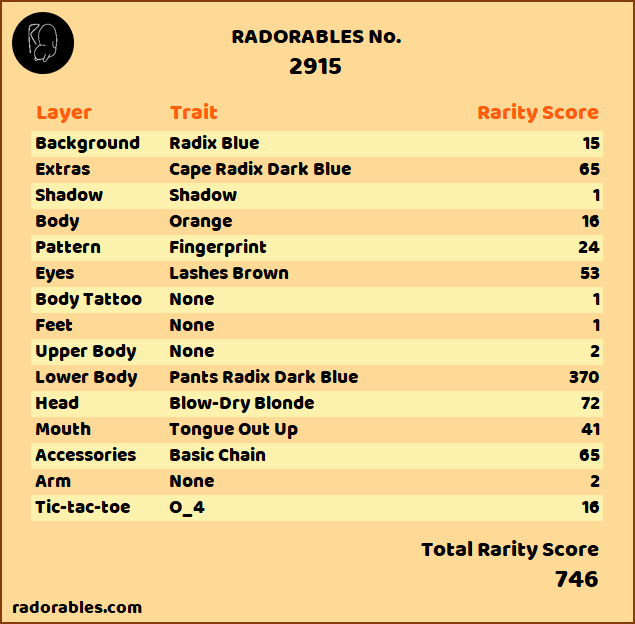 RADORABLES No.
2915
Layer Trait Rarity Score
Background Radix Blue 15
Extras Cape Radix Dark Blue 65
Shadow Shadow 1
Body Orange 16
Pattern Fingerprint 24
Eyes Lashes Brown 53
Body Tattoo None 1
Feet None 1
Upper Body None 2
Lower Body Pants Radix Dark Blue 370
Head Blow-Dry Blonde 72
Mouth Tongue Out Up 41
Accessories Basic Chain 65
Arm None 2
Tic-tac-toe O_4 16
Total Rarity Score
746
radorables.com